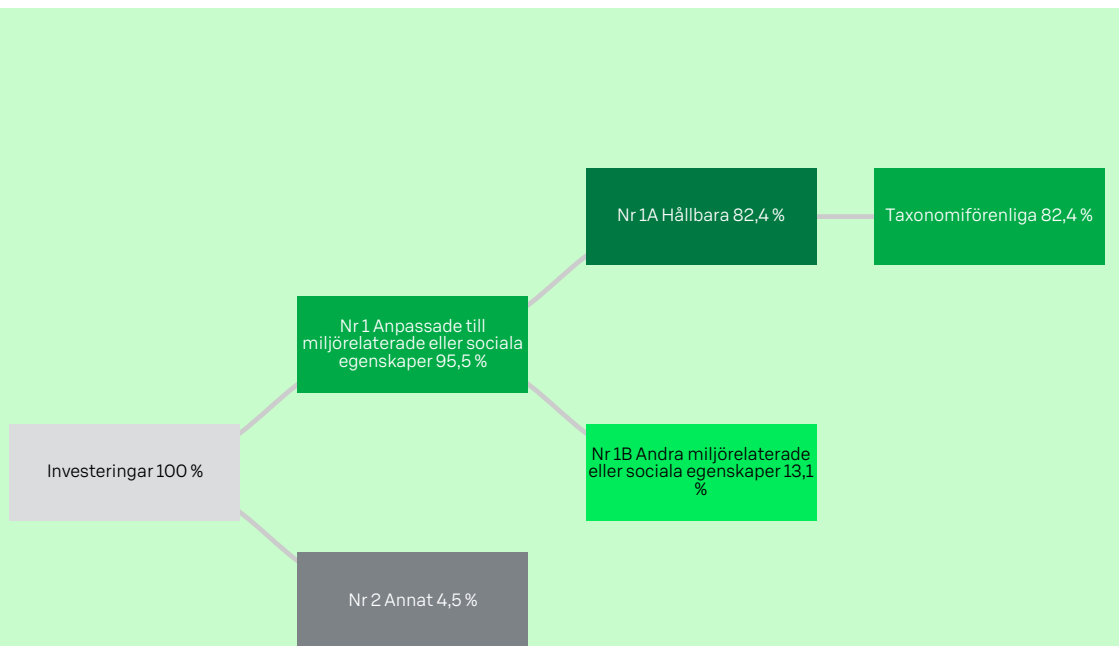 Nr 1A Hållbara 82,4 %
Taxonomiförenliga 82,4 %
Nr 1 Anpassade till
miljörelaterade eller sociala
egenskaper 95,5 %
Investeringar 100 %
Nr 1B Andra miljörelaterade
eller sociala egenskaper 13,1
%
Nr 2 Annat 4,5 %